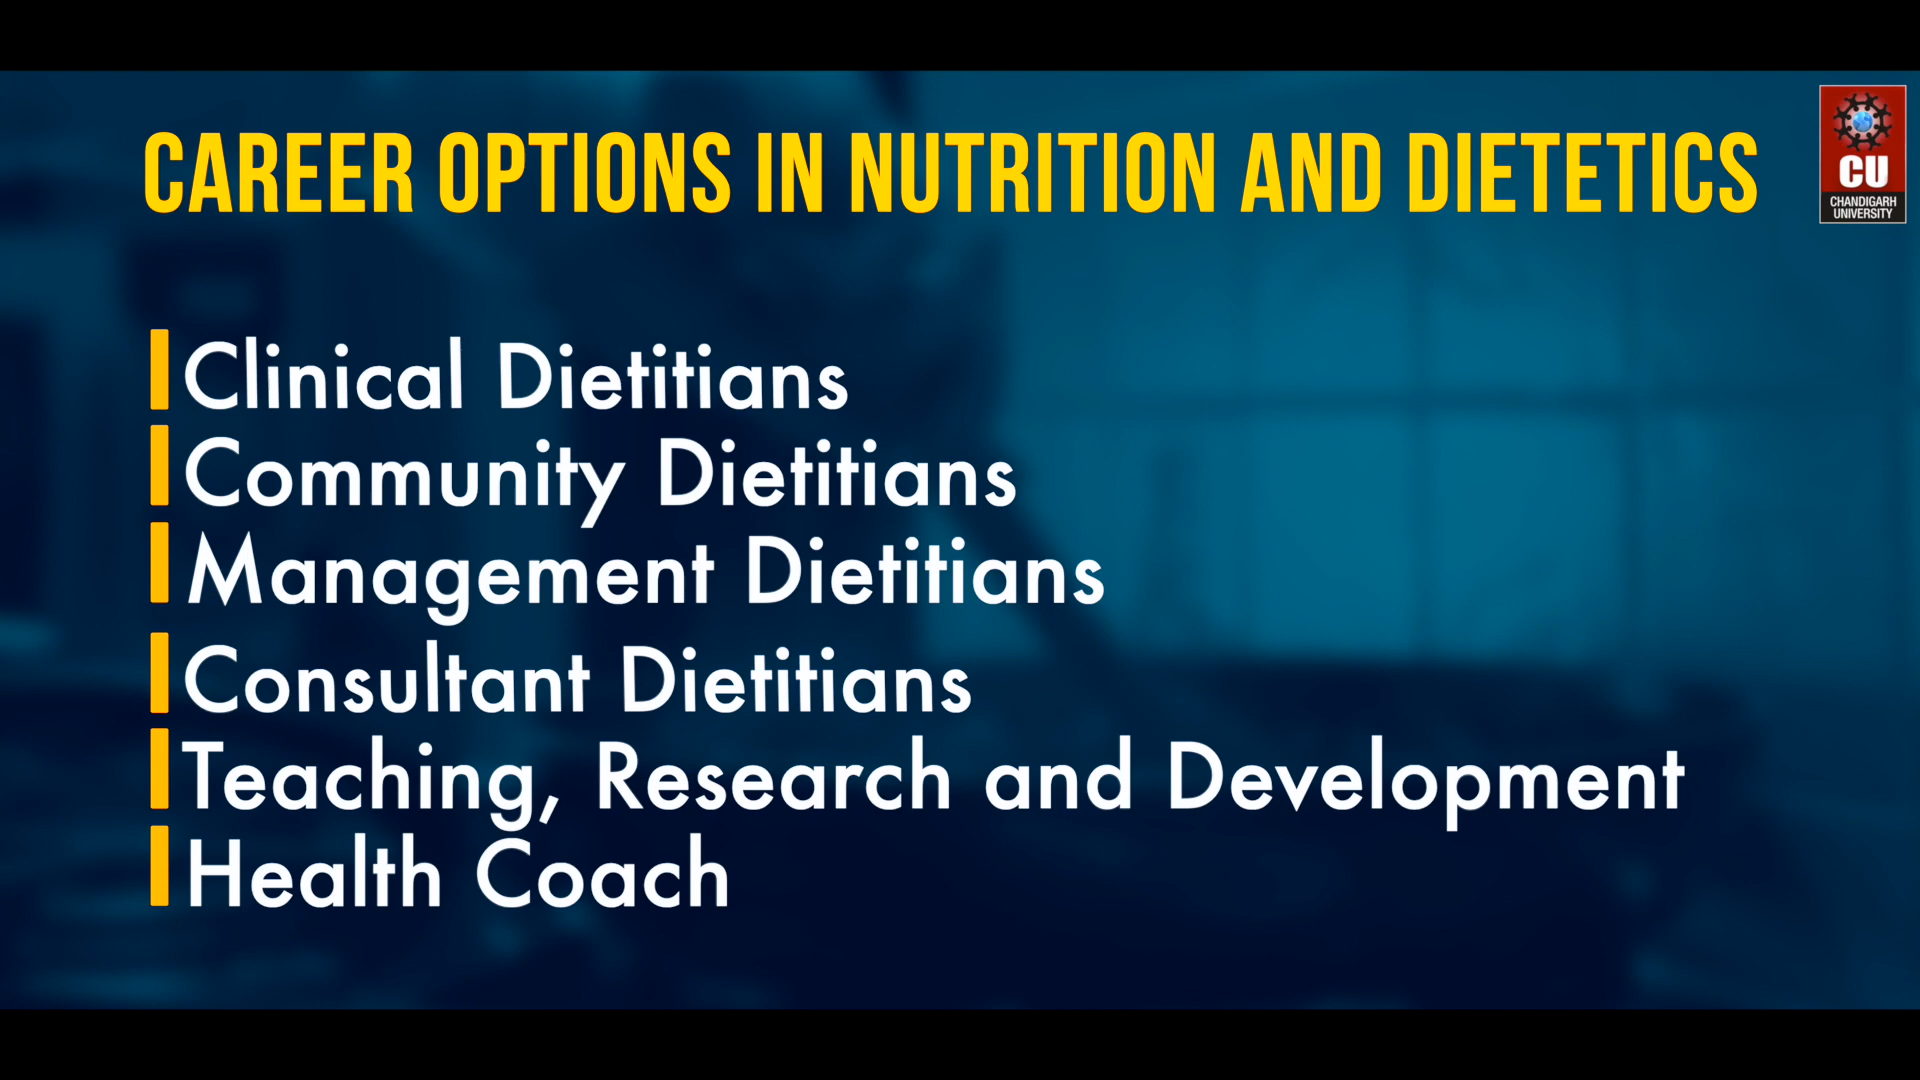 CAREER OPTIONS IN NUTRITION AND DIETETICS
CU
CHANDIGARH
UNIVERSITY
Clinical Dietitians
Community Dietitians
Management Dietitians
Consultant Dietitians
Teaching, Research and Development
Health Coach